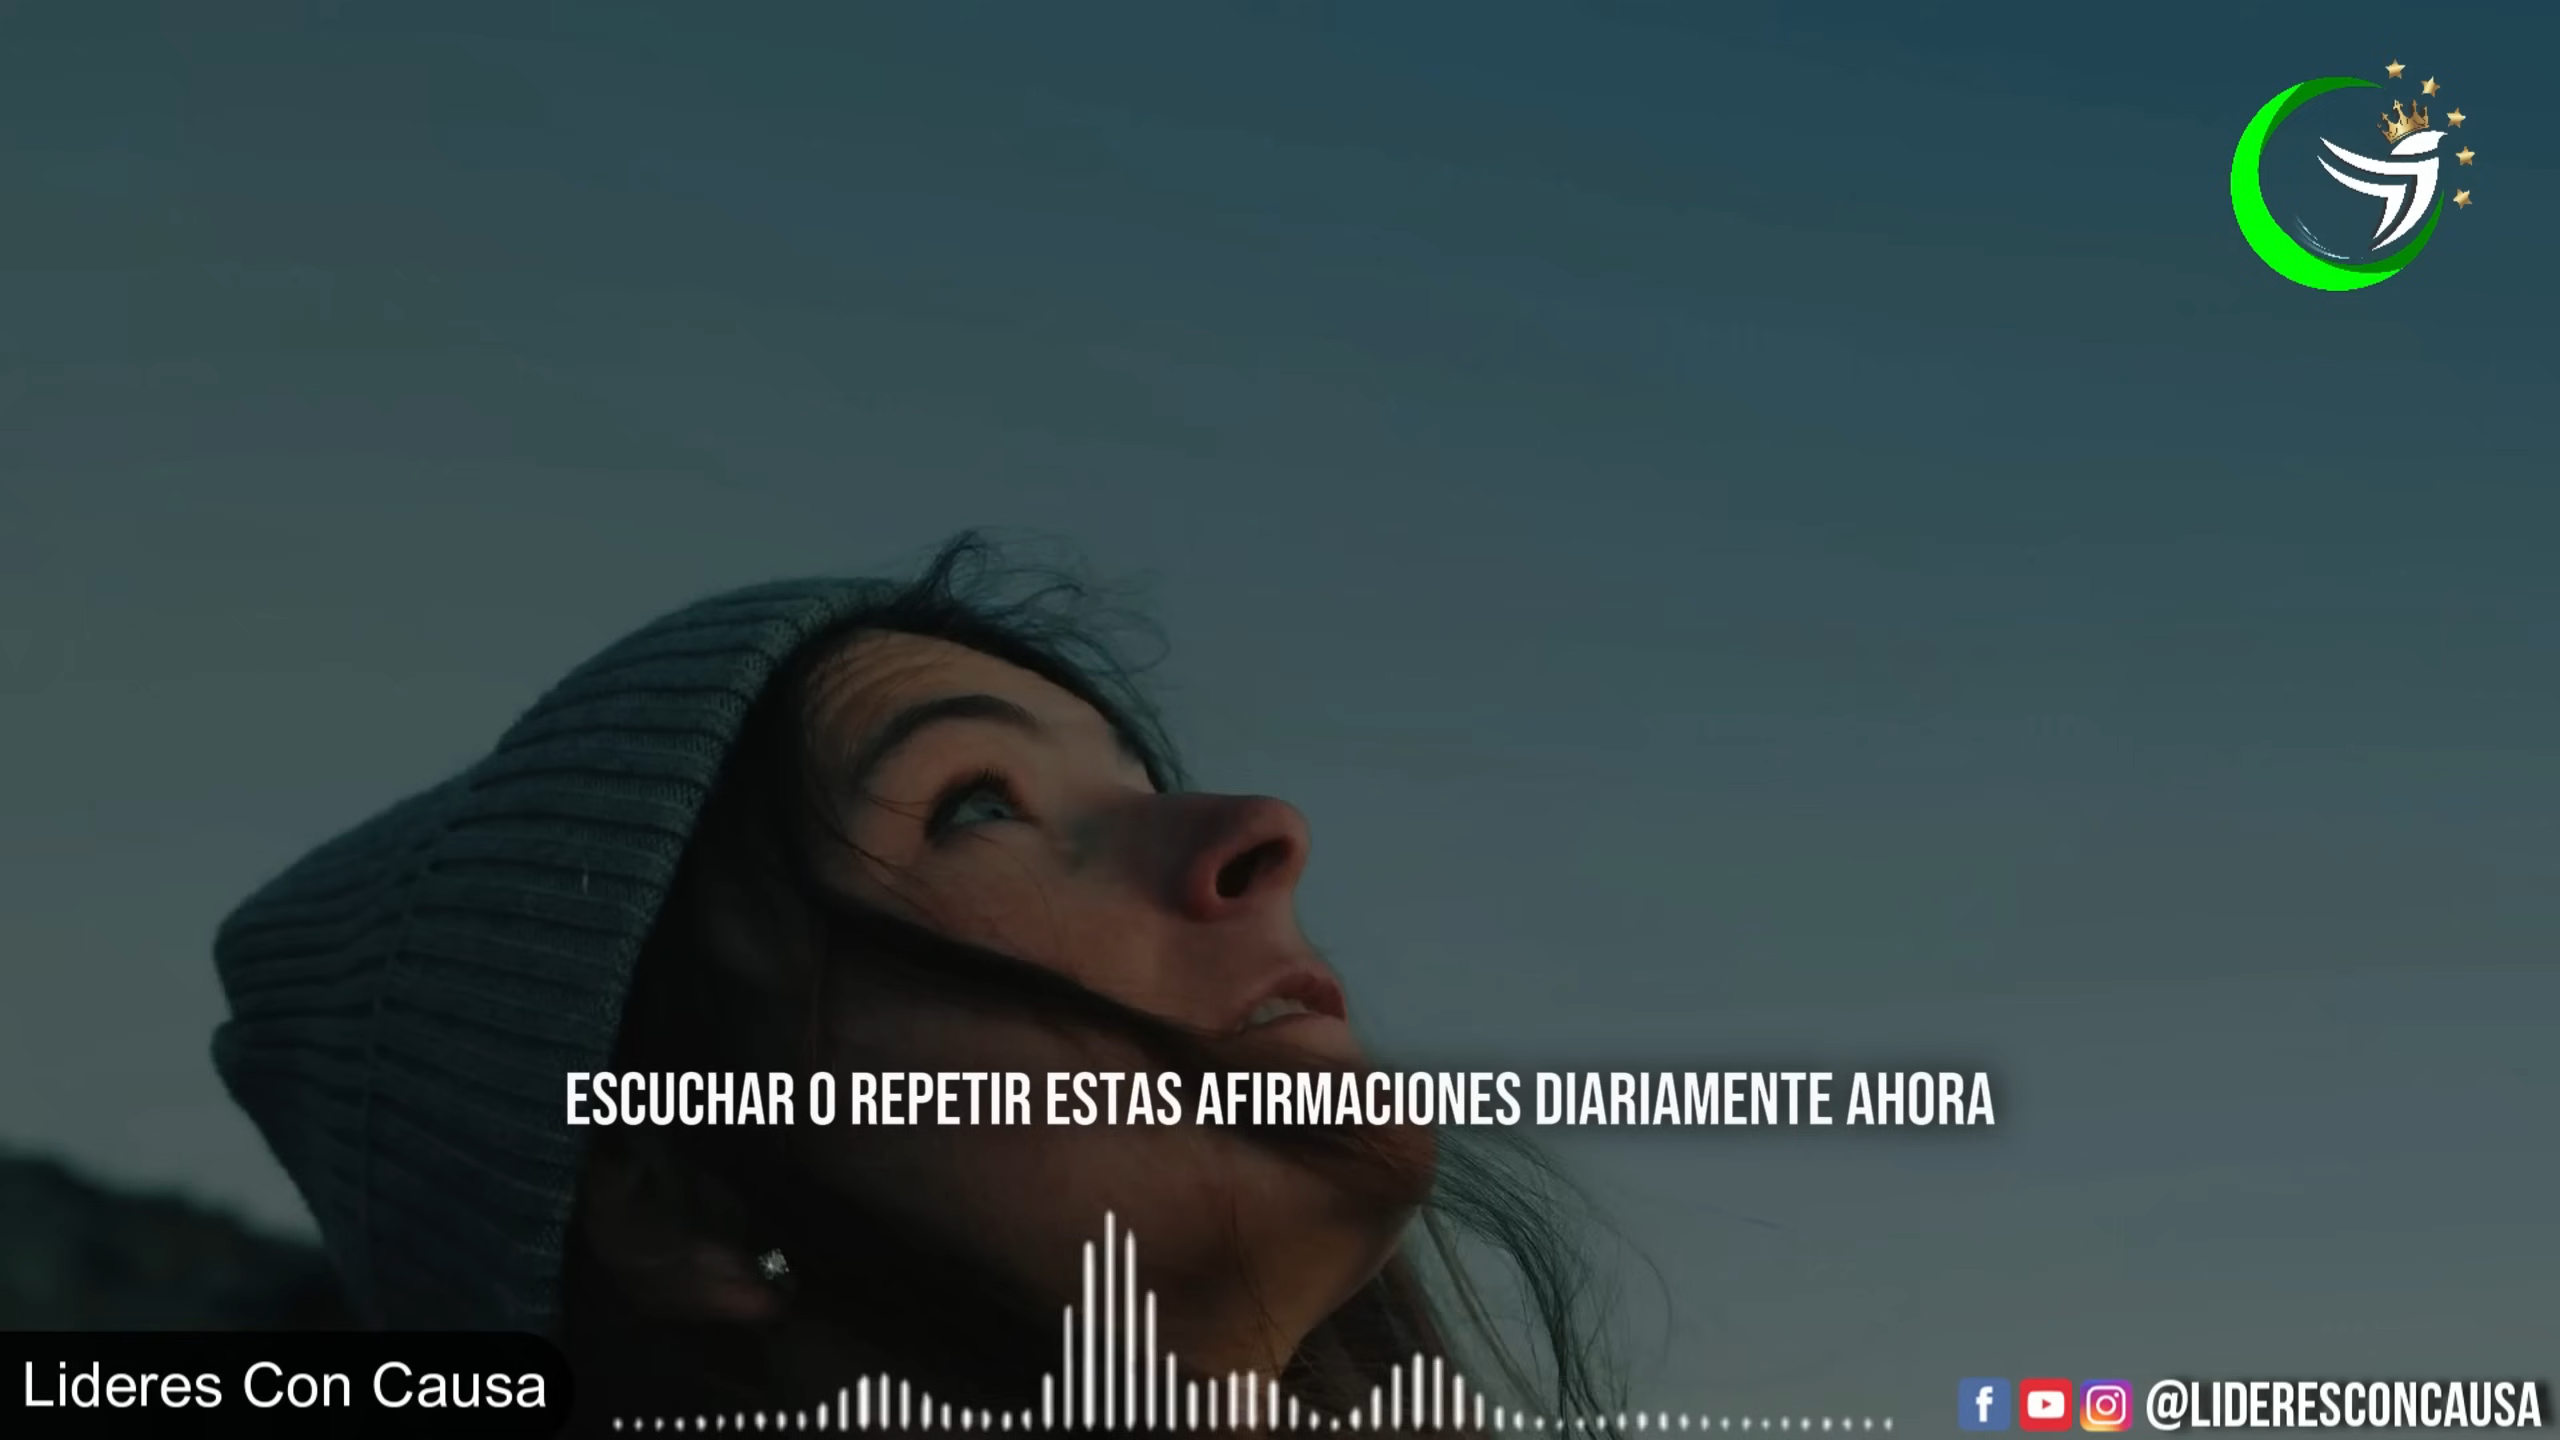 ESCUCHAR O REPETIR ESTAS AFIRMACIONES DIARIAMENTE AHORA
Lideres Con Causa
@LIDERESCONCAUSA